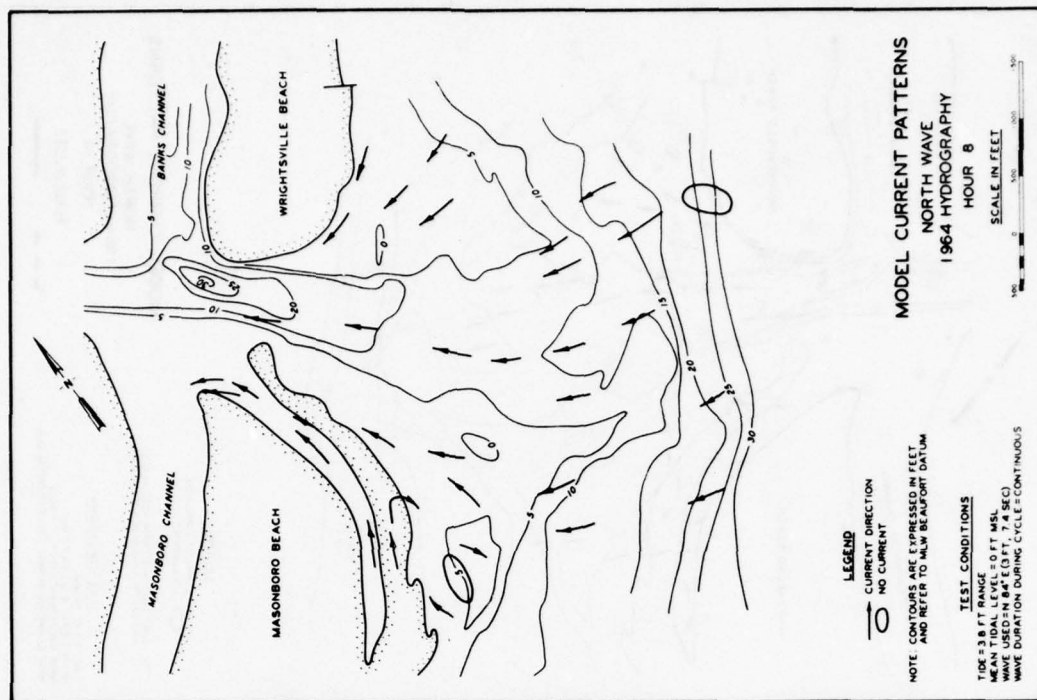 MODEL CURRENT PATTERNS
NORTH WAVE
1964 HYDROGRAPHY
HOUR 8
SCALE IN FEET
500 0 500 1000 1500
BANKS CHANNEL
WRIGHTSVILLE BEACH
MASONBORO CHANNEL
MASONBORO BEACH
N
5
10
10
30
25
20
10
5
0
5
10
15
20
25
30
0
5
10
5
LEGEND
CURRENT DIRECTION
NO CURRENT
NOTE: CONTOURS ARE EXPRESSED IN FEET
AND REFER TO MLW BEAUFORT DATUM
TEST CONDITIONS
TIDE = 3.8 FT RANGE
MEAN TIDAL LEVEL = 0 FT MSL
WAVE USED = N 84° E (3 FT, 7.4 SEC)
WAVE DURATION DURING CYCLE = CONTINUOUS